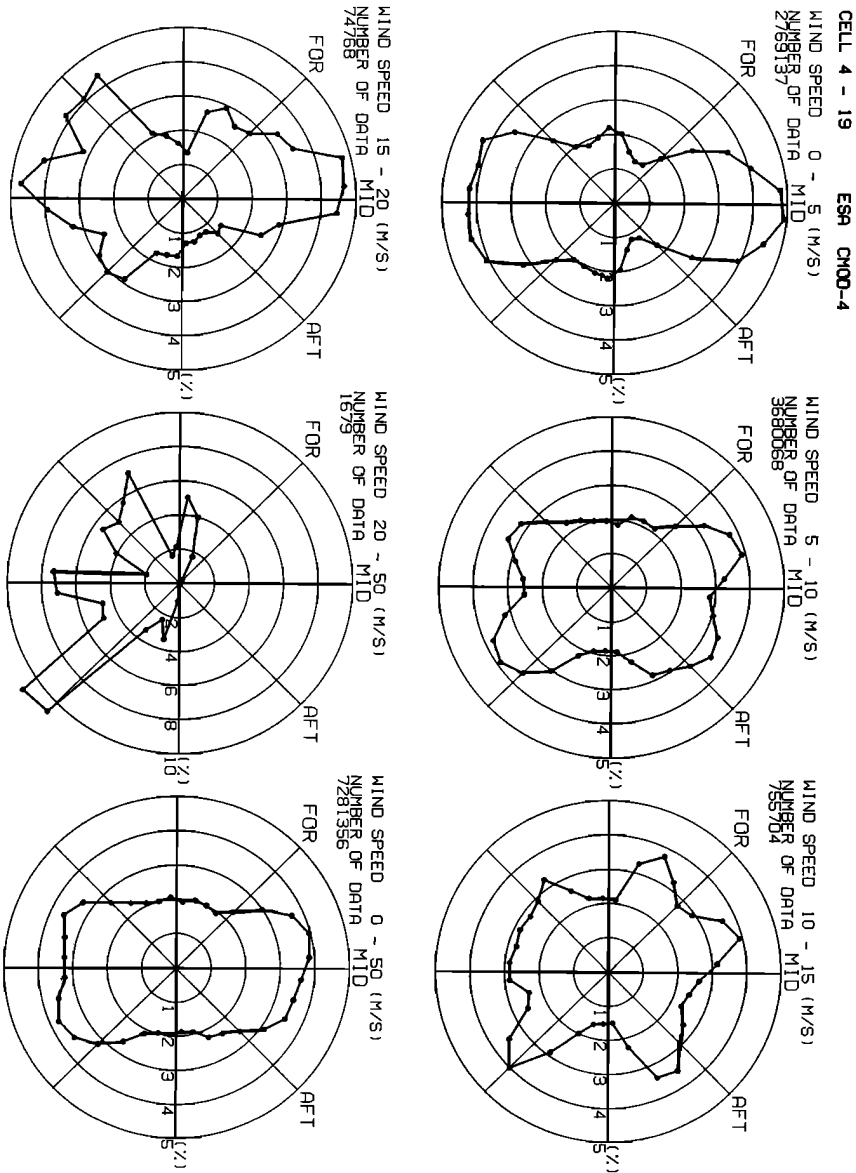 CELL 4 - 19 ESA CMOD-4
WIND SPEED 0 ~ 5 (M/S)
NUMBER OF DATA
2769137
FOR
MID
AFT
1
2
3
4
5
(%)
WIND SPEED 5 - 10 (M/S)
NUMBER OF DATA
3680068
FOR
MID
AFT
1
2
3
4
5
(%)
WIND SPEED 10 - 15 (M/S)
NUMBER OF DATA
755704
FOR
MID
AFT
1
2
3
4
5
(%)
WIND SPEED 15 - 20 (M/S)
NUMBER OF DATA
74768
FOR
MID
AFT
1
2
3
4
5
(%)
WIND SPEED 20 ~ 50 (M/S)
NUMBER OF DATA
1679
FOR
MID
AFT
2
4
6
8
10
(%)
WIND SPEED 0 ~ 50 (M/S)
NUMBER OF DATA
7281356
FOR
MID
AFT
1
2
3
4
5
(%)